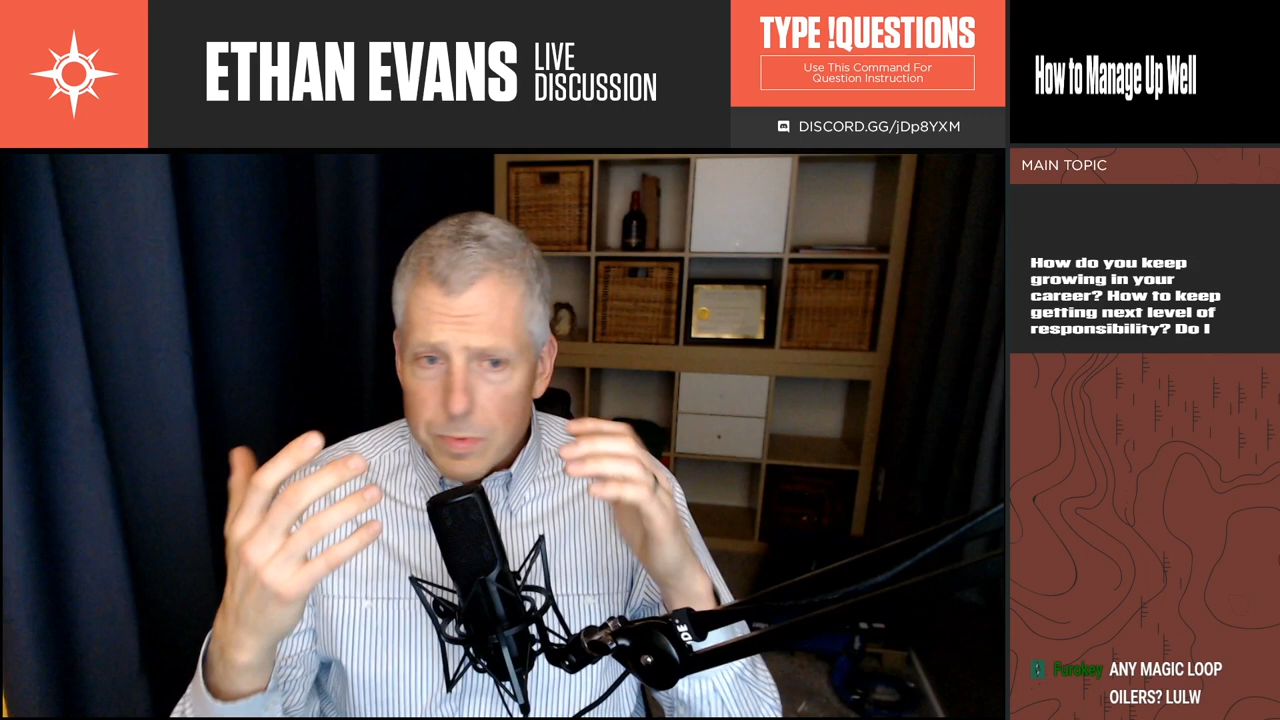 ETHAN EVANS
LIVE
DISCUSSION
TYPE !QUESTIONS
Use This Command For
Question Instruction
DISCORD.GG/jDp8YXM
How to Manage Up Well
MAIN TOPIC
How do you keep
growing in your
career? How to keep
getting next level of
responsibility? Do I
Furokey ANY MAGIC LOOP
OILERS? LULW